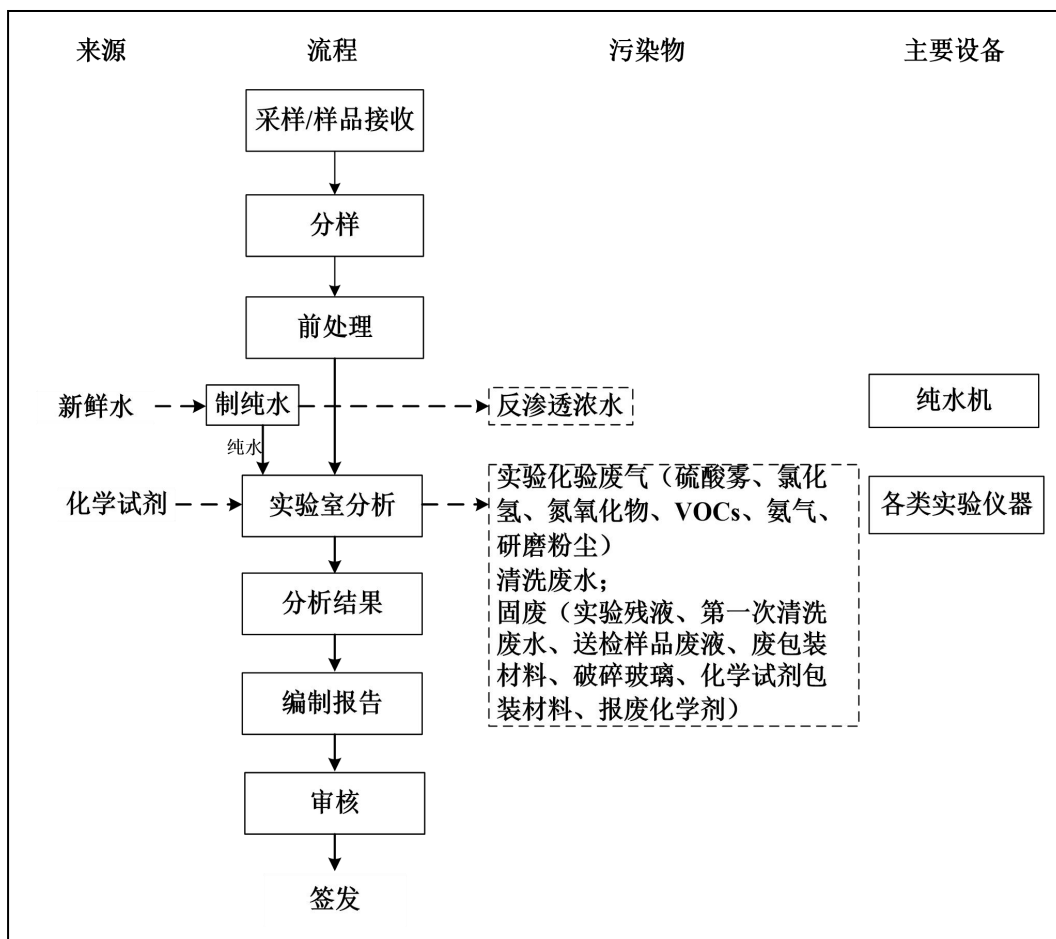 来源
流程
污染物
主要设备
采样/样品接收
分样
前处理
新鲜水
制纯水
反渗透浓水
纯水机
纯水
化学试剂
实验室分析
实验化验废气（硫酸雾、氯化
氢、氮氧化物、VOCs、氨气、
研磨粉尘）
清洗废水；
固废（实验残液、第一次清洗
废水、送检样品废液、废包装
材料、破碎玻璃、化学试剂包
装材料、报废化学剂）
各类实验仪器
分析结果
编制报告
审核
签发